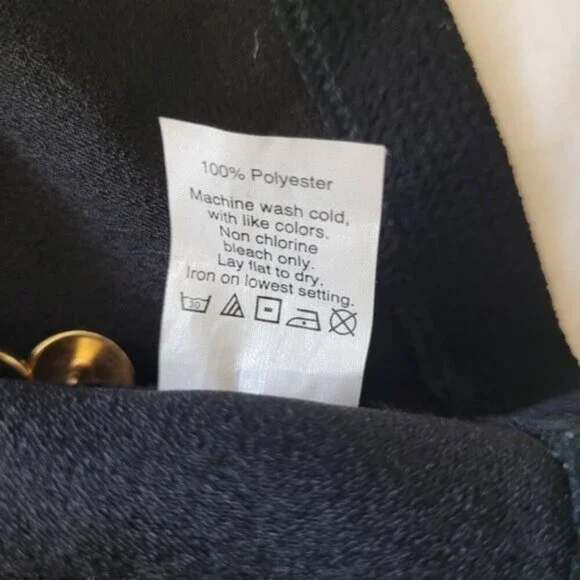 100% Polyester
Machine wash cold,
with like colors.
Non chlorine
bleach only.
Lay flat to dry.
Iron on lowest setting.
30